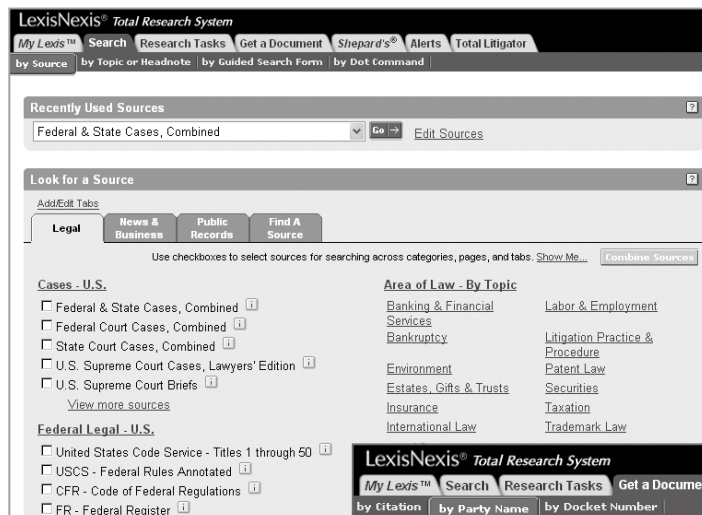 LexisNexis® Total Research System
My Lexis™ Search Research Tasks Get a Document Shepard's® Alerts Total Litigator
by Source by Topic or Headnote by Guided Search Form by Dot Command
Recently Used Sources ?
Federal & State Cases, Combined Go → Edit Sources
Look for a Source ?
Add/Edit Tabs
Legal
News & Business
Public Records
Find A Source
Use checkboxes to select sources for searching across categories, pages, and tabs. Show Me... Combine Sources
Cases - U.S.
Federal & State Cases, Combined i
Federal Court Cases, Combined i
State Court Cases, Combined i
U.S. Supreme Court Cases, Lawyers' Edition i
U.S. Supreme Court Briefs i
View more sources
Federal Legal - U.S.
United States Code Service - Titles 1 through 50 i
USCS - Federal Rules Annotated i
CFR - Code of Federal Regulations i
FR - Federal Register i
Area of Law - By Topic
Banking & Financial
Services
Bankruptcy
Environment
Estates, Gifts & Trusts
Insurance
International Law
Labor & Employment
Litigation Practice &
Procedure
Patent Law
Securities
Taxation
Trademark Law
LexisNexis® Total Research System
My Lexis™ Search Research Tasks Get a Docume
by Citation by Party Name by Docket Number